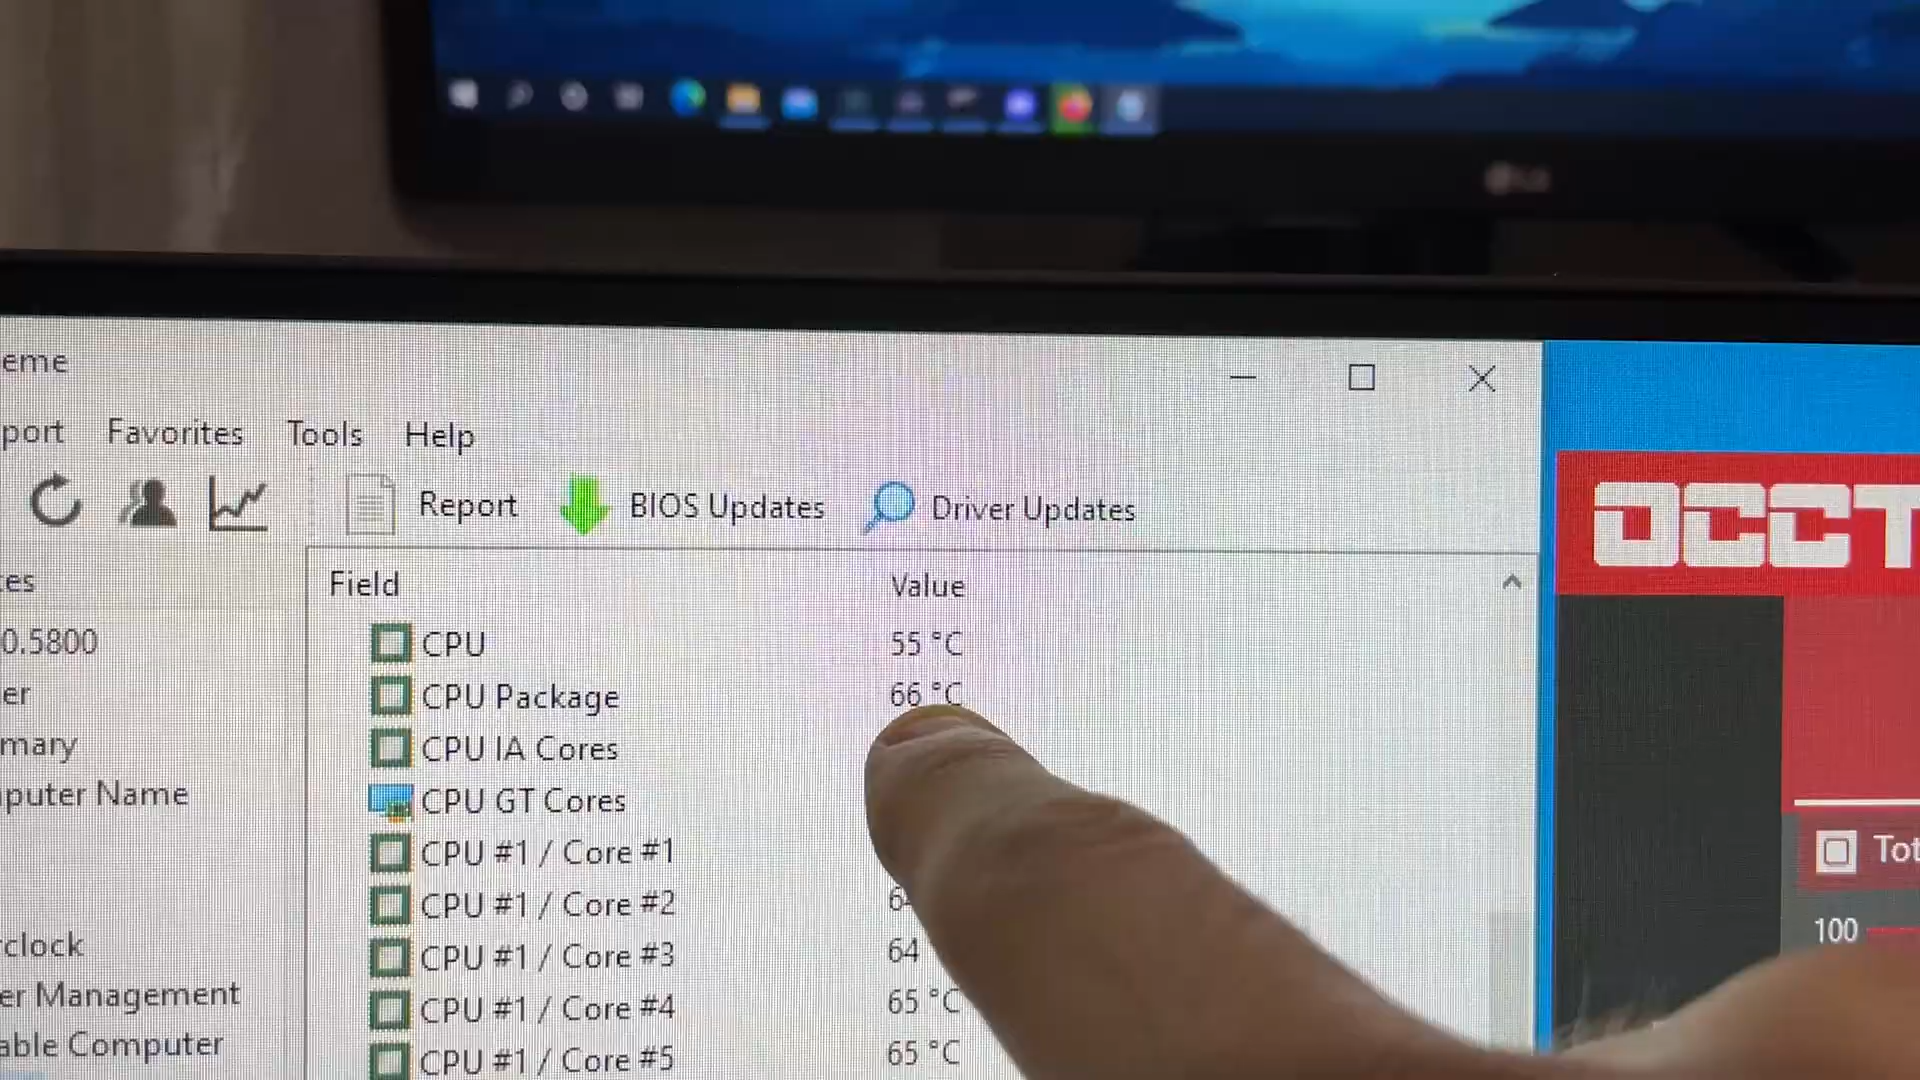 LG
eme
port Favorites Tools Help
Report BIOS Updates Driver Updates
OCCT
es
Field Value
0.5800
CPU 55 °C
er
CPU Package 66 °C
mary
CPU IA Cores
puter Name
CPU GT Cores
CPU #1 / Core #1
Tot
CPU #1 / Core #2
100
rclock
CPU #1 / Core #3 64
er Management
CPU #1 / Core #4 65 °C
able Computer
CPU #1 / Core #5 65 °C